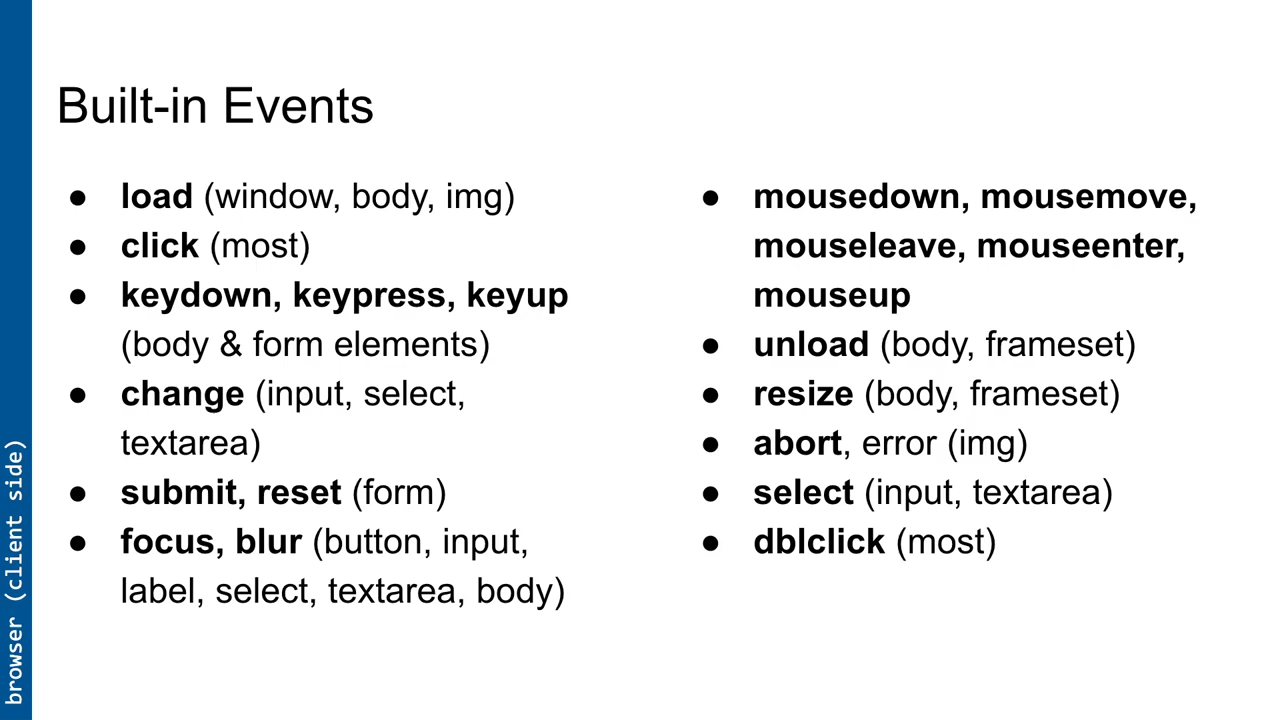 Built-in Events
● load (window, body, img)
● click (most)
● keydown, keypress, keyup
(body & form elements)
● change (input, select,
textarea)
● submit, reset (form)
● focus, blur (button, input,
label, select, textarea, body)
● mousedown, mousemove,
mouseleave, mouseenter,
mouseup
● unload (body, frameset)
● resize (body, frameset)
● abort, error (img)
● select (input, textarea)
● dblclick (most)
browser (client side)